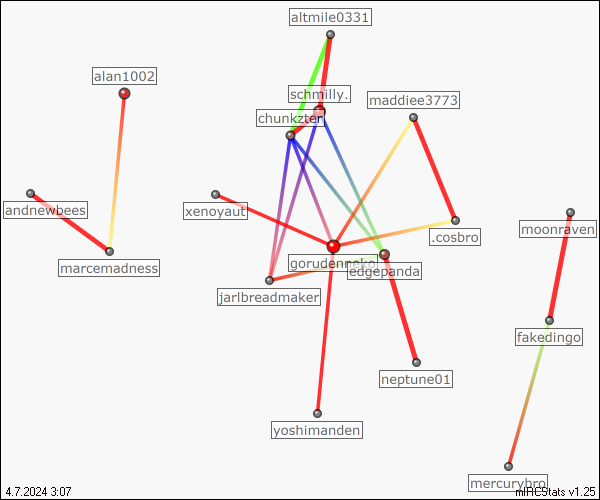 altmile0331
alan1002
schmilly.
maddiee3773
chunkzter
andnewbees
xenoyaut
moonraven
.cosbro
marcemadness
gorudenneko
edgepanda
jarlbreadmaker
fakedingo
neptune01
yoshimanden
mercurybro
4.7.2024 3:07
mIRCStats v1.25